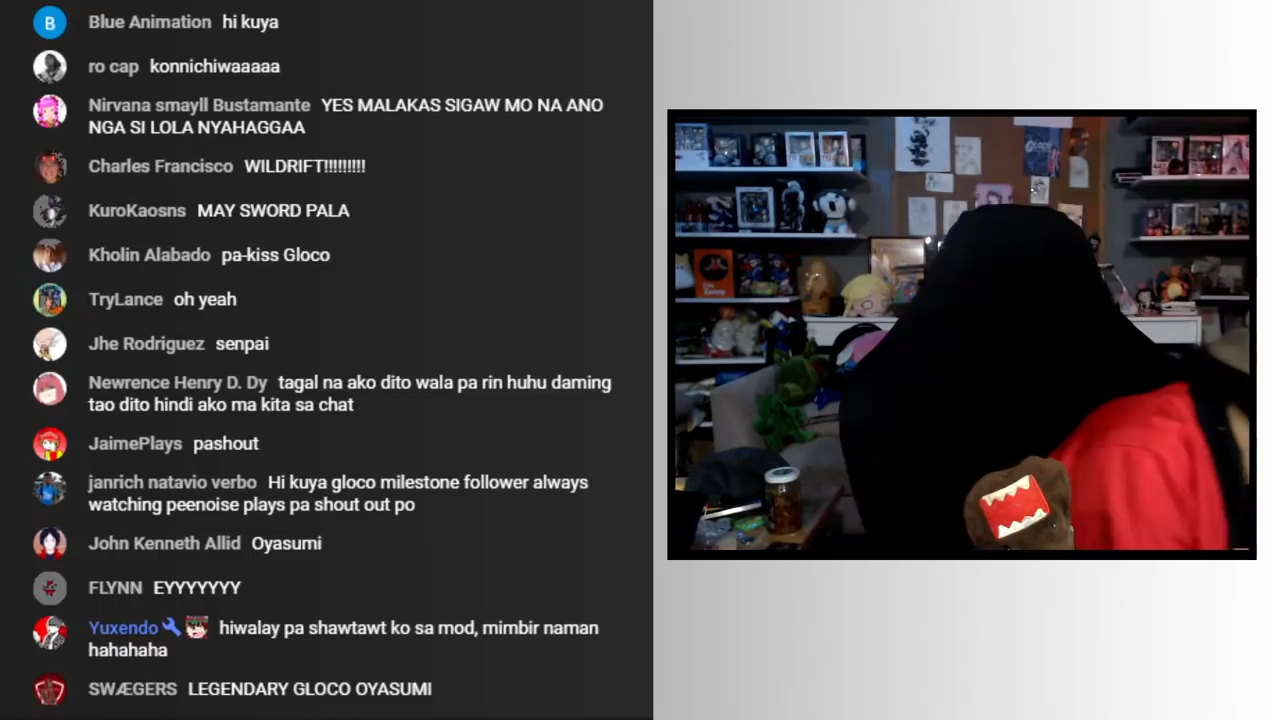 B
Blue Animation hi kuya
ro cap konnichiwaaaaa
Nirvana smayll Bustamante YES MALAKAS SIGAW MO NA ANO
NGA SI LOLA NYAHAGGAA
Charles Francisco WILDRIFT!!!!!!!!!
KuroKaosns MAY SWORD PALA
Kholin Alabado pa-kiss Gloco
TryLance oh yeah
Jhe Rodriguez senpai
Newrence Henry D. Dy tagal na ako dito wala pa rin huhu daming
tao dito hindi ako ma kita sa chat
JaimePlays pashout
janrich natavio verbo Hi kuya gloco milestone follower always
watching peenoise plays pa shout out po
John Kenneth Allid Oyasumi
FLYNN EYYYYYYY
Yuxendo hiwalay pa shawtawt ko sa mod, mimbir naman
hahahaha
SWÆGERS LEGENDARY GLOCO OYASUMI